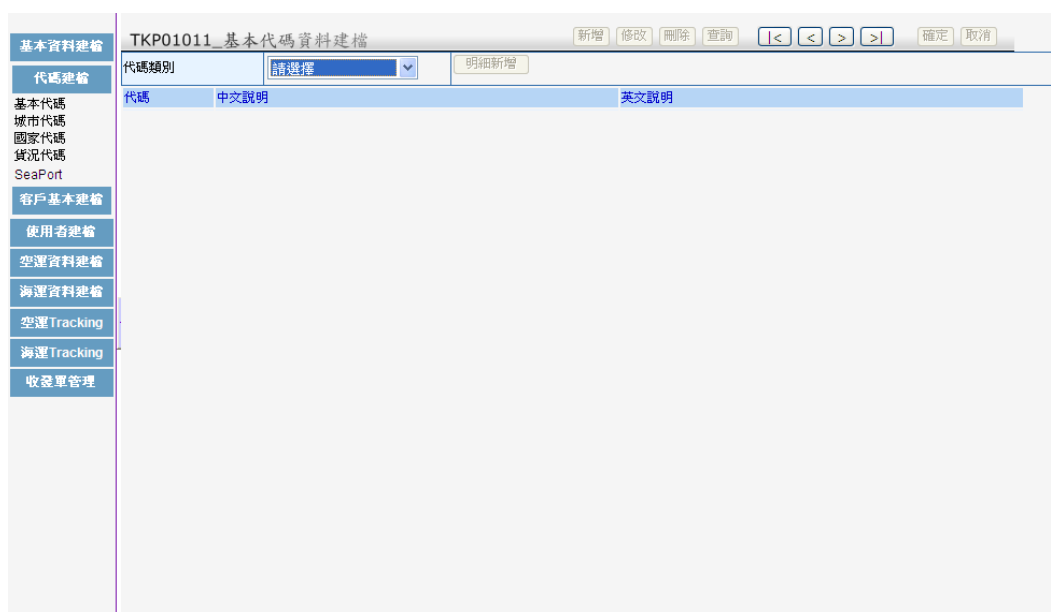 基本資料建檔
代碼建檔
基本代碼
城市代碼
國家代碼
貨況代碼
SeaPort
客戶基本建檔
使用者建檔
空運資料建檔
海運資料建檔
空運Tracking
海運Tracking
收發單管理
TKP01011_基本代碼資料建檔
新增 修改 刪除 查詢 |< < > >| 確定 取消
代碼類別 請選擇 明細新增
代碼 中文說明 英文說明